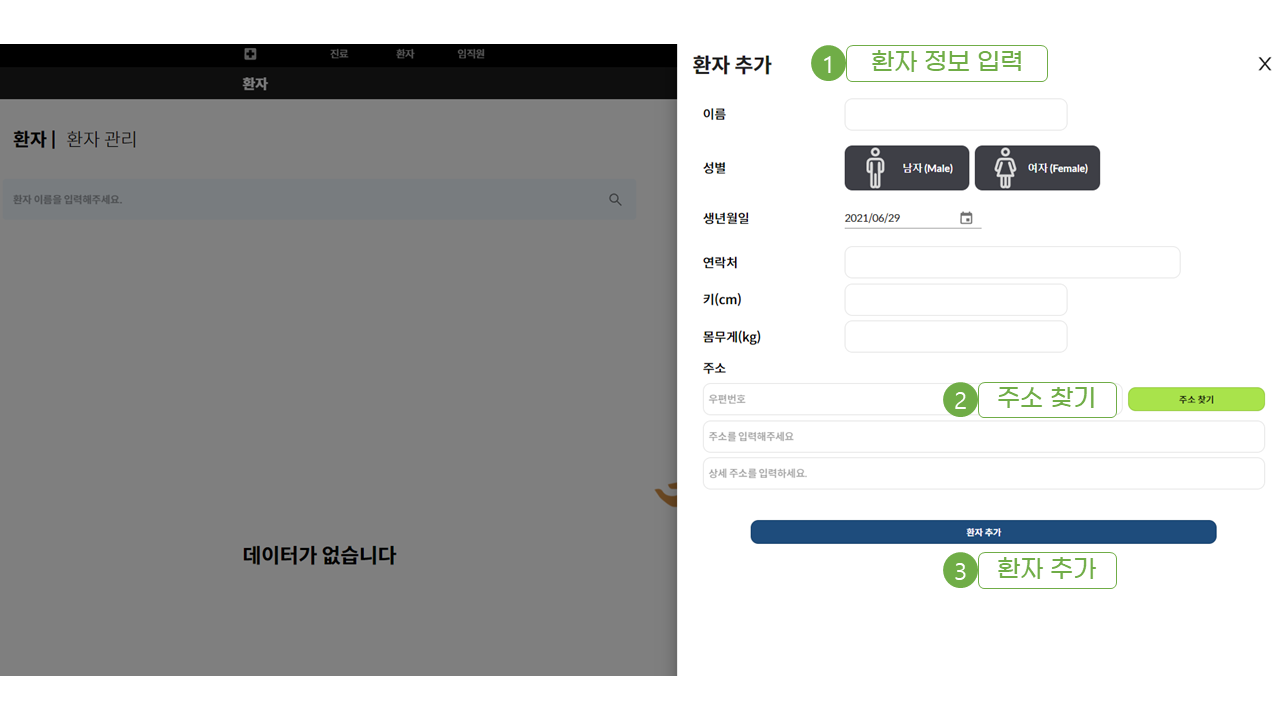 진료 환자 임직원
환자
환자 | 환자 관리
환자 이름을 입력해주세요.
데이터가 없습니다
환자 추가
1 환자 정보 입력
X
이름
성별
남자 (Male)
여자 (Female)
생년월일
2021/06/29
연락처
키(cm)
몸무게(kg)
주소
우편번호
2 주소 찾기
주소 찾기
주소를 입력해주세요
상세 주소를 입력하세요.
환자 추가
3 환자 추가